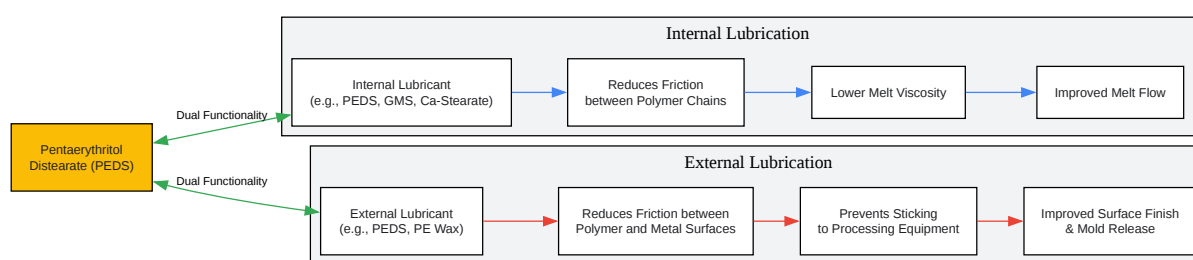 Internal Lubrication
Internal Lubricant
(e.g., PEDS, GMS, Ca-Stearate)
Reduces Friction
between Polymer Chains
Lower Melt Viscosity
Improved Melt Flow
Dual Functionality
Pentaerythritol
Distearate (PEDS)
Dual Functionality
External Lubrication
External Lubricant
(e.g., PEDS, PE Wax)
Reduces Friction between
Polymer and Metal Surfaces
Prevents Sticking
to Processing Equipment
Improved Surface Finish
& Mold Release